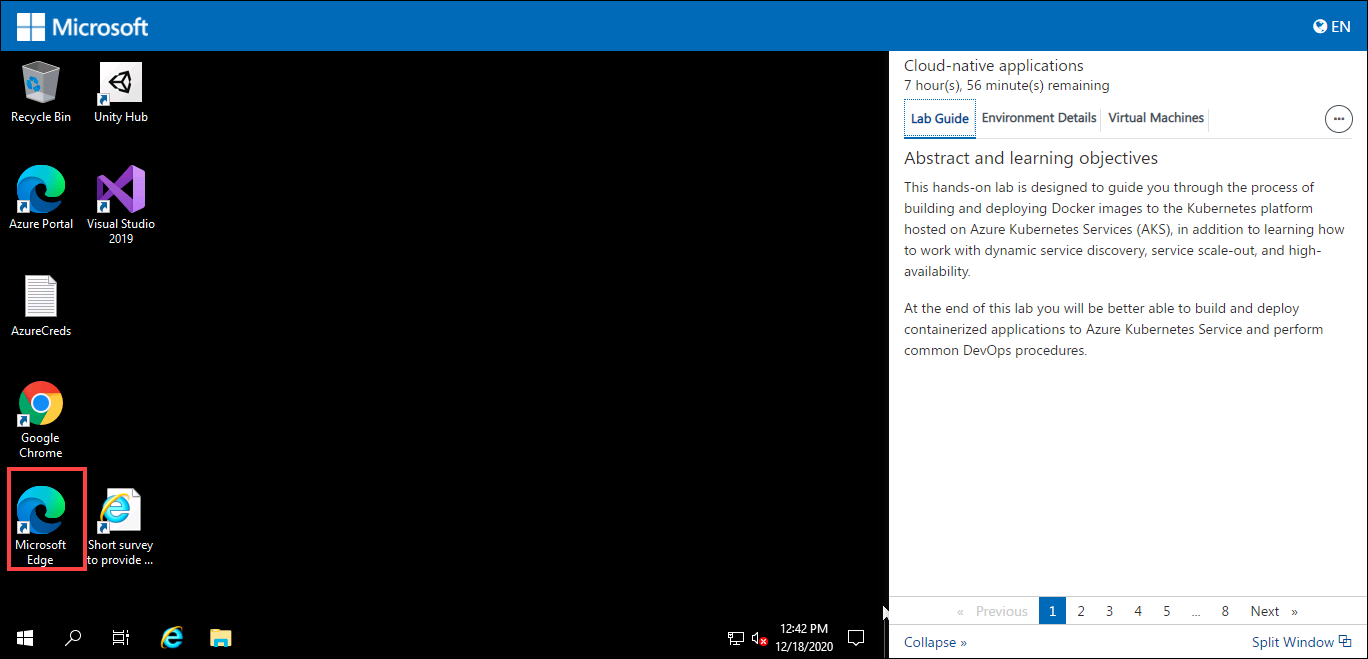 Microsoft
EN
Recycle Bin
Unity Hub
Azure Portal
Visual Studio
2019
AzureCreds
Google
Chrome
Microsoft
Edge
Short survey
to provide ...
12:42 PM
12/18/2020
Cloud-native applications
7 hour(s), 56 minute(s) remaining
Lab Guide
Environment Details
Virtual Machines
Abstract and learning objectives
This hands-on lab is designed to guide you through the process of
building and deploying Docker images to the Kubernetes platform
hosted on Azure Kubernetes Services (AKS), in addition to learning how
to work with dynamic service discovery, service scale-out, and high-
availability.
At the end of this lab you will be better able to build and deploy
containerized applications to Azure Kubernetes Service and perform
common DevOps procedures.
« Previous 1 2 3 4 5 ... 8 Next »
Collapse »
Split Window